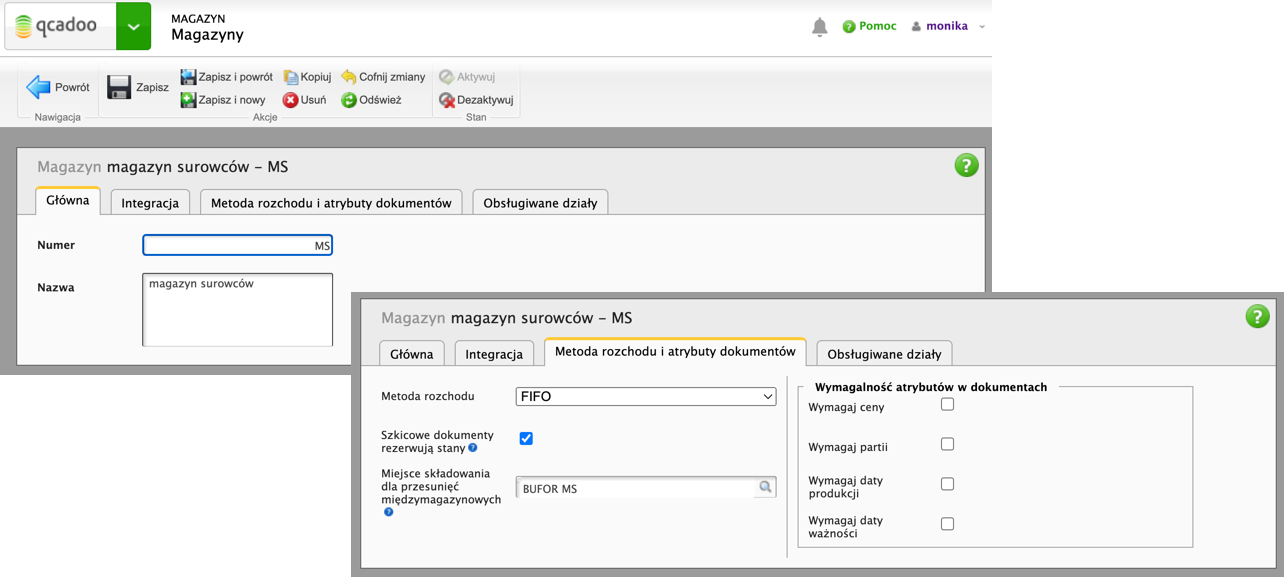 qcadoo
MAGAZYN
Magazyny
Pomoc
monika
Powrót
Zapisz
Zapisz i powrót
Kopiuj
Cofnij zmiany
Aktywuj
Zapisz i nowy
Usuń
Odśwież
Dezaktywuj
Nawigacja
Akcje
Stan
Magazyn magazyn surowców – MS
?
Główna
Integracja
Metoda rozchodu i atrybuty dokumentów
Obsługiwane działy
Numer
MS
Nazwa
magazyn surowców
Magazyn magazyn surowców – MS
?
Główna
Integracja
Metoda rozchodu i atrybuty dokumentów
Obsługiwane działy
Metoda rozchodu
FIFO
Szkicowe dokumenty
rezerwują stany ?
Miejsce składowania
dla przesunięć
międzymagazynowych
?
BUFOR MS
Wymagalność atrybutów w dokumentach
Wymagaj ceny
Wymagaj partii
Wymagaj daty
produkcji
Wymagaj daty
ważności